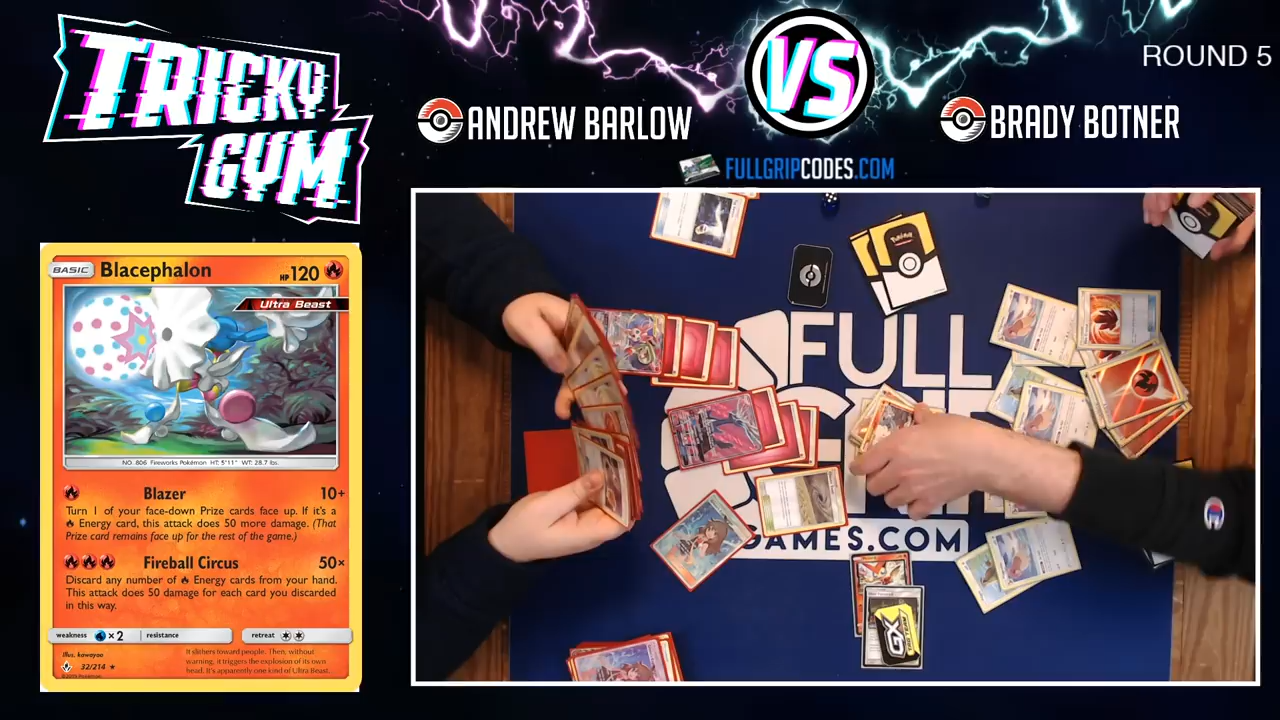 TRICKY
GYM
VS
ROUND 5
ANDREW BARLOW
BRADY BOTNER
FULLGRIPCODES.COM
BASIC Blacephalon HP 120
Ultra Beast
NO. 806 Fireworks Pokémon HT: 5'11" WT: 28.7 lbs.
Blazer 10+
Turn 1 of your face-down Prize cards face up. If it's a
Energy card, this attack does 50 more damage. (That
Prize card remains face up for the rest of the game.)
Fireball Circus 50×
Discard any number of Energy cards from your hand.
This attack does 50 damage for each card you discarded
in this way.
weakness ×2 resistance retreat
Illus. kawayoo
32/214
It slithers toward people. Then, without
warning, it triggers the explosion of its own
head. It's apparently one kind of Ultra Beast.
FULL
GAMES.COM
GX